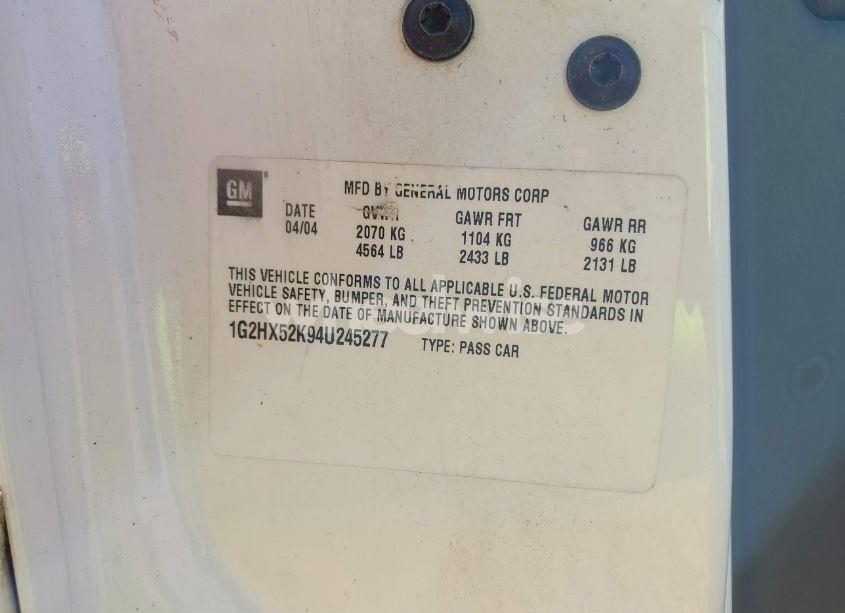 GM ®
MFD BY GENERAL MOTORS CORP
DATE GVWR GAWR FRT GAWR RR
04/04 2070 KG 1104 KG 966 KG
4564 LB 2433 LB 2131 LB
THIS VEHICLE CONFORMS TO ALL APPLICABLE U.S. FEDERAL MOTOR
VEHICLE SAFETY, BUMPER, AND THEFT PREVENTION STANDARDS IN
EFFECT ON THE DATE OF MANUFACTURE SHOWN ABOVE.
1G2HX52K94U245277 TYPE: PASS CAR